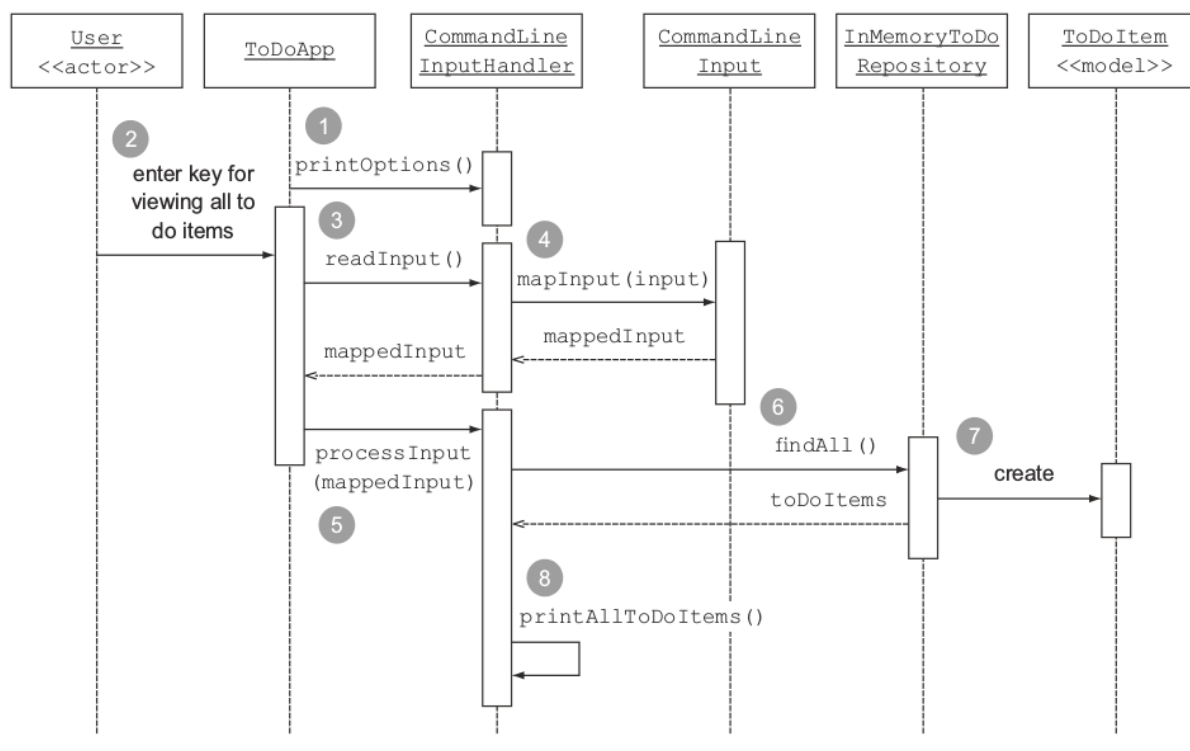 User
<<actor>>
ToDoApp
CommandLine
InputHandler
CommandLine
Input
InMemoryToDo
Repository
ToDoItem
<<model>>
1
printOptions()
2
enter key for
viewing all to
do items
3
readInput()
4
mapInput(input)
mappedInput
mappedInput
processInput
(mappedInput)
5
6
findAll()
7
create
toDoItems
8
printAllToDoItems()